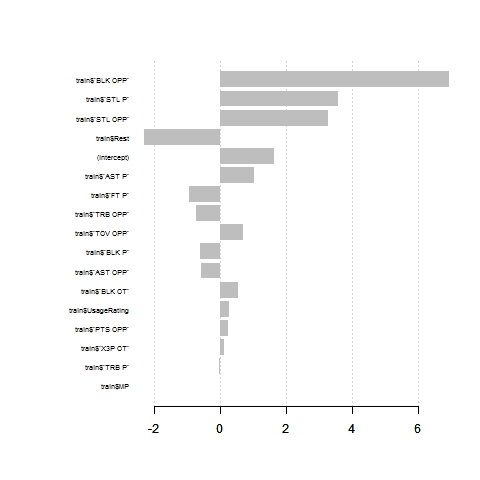 train$`BLK OPP`
train$`STL P`
train$`STL OPP`
train$Rest
(Intercept)
train$`AST P`
train$`FT P`
train$`TRB OPP`
train$`TOV OPP`
train$`BLK P`
train$`AST OPP`
train$`BLK OT`
train$UsageRating
train$`PTS OPP`
train$`X3P OT`
train$`TRB P`
train$MP
-2 0 2 4 6